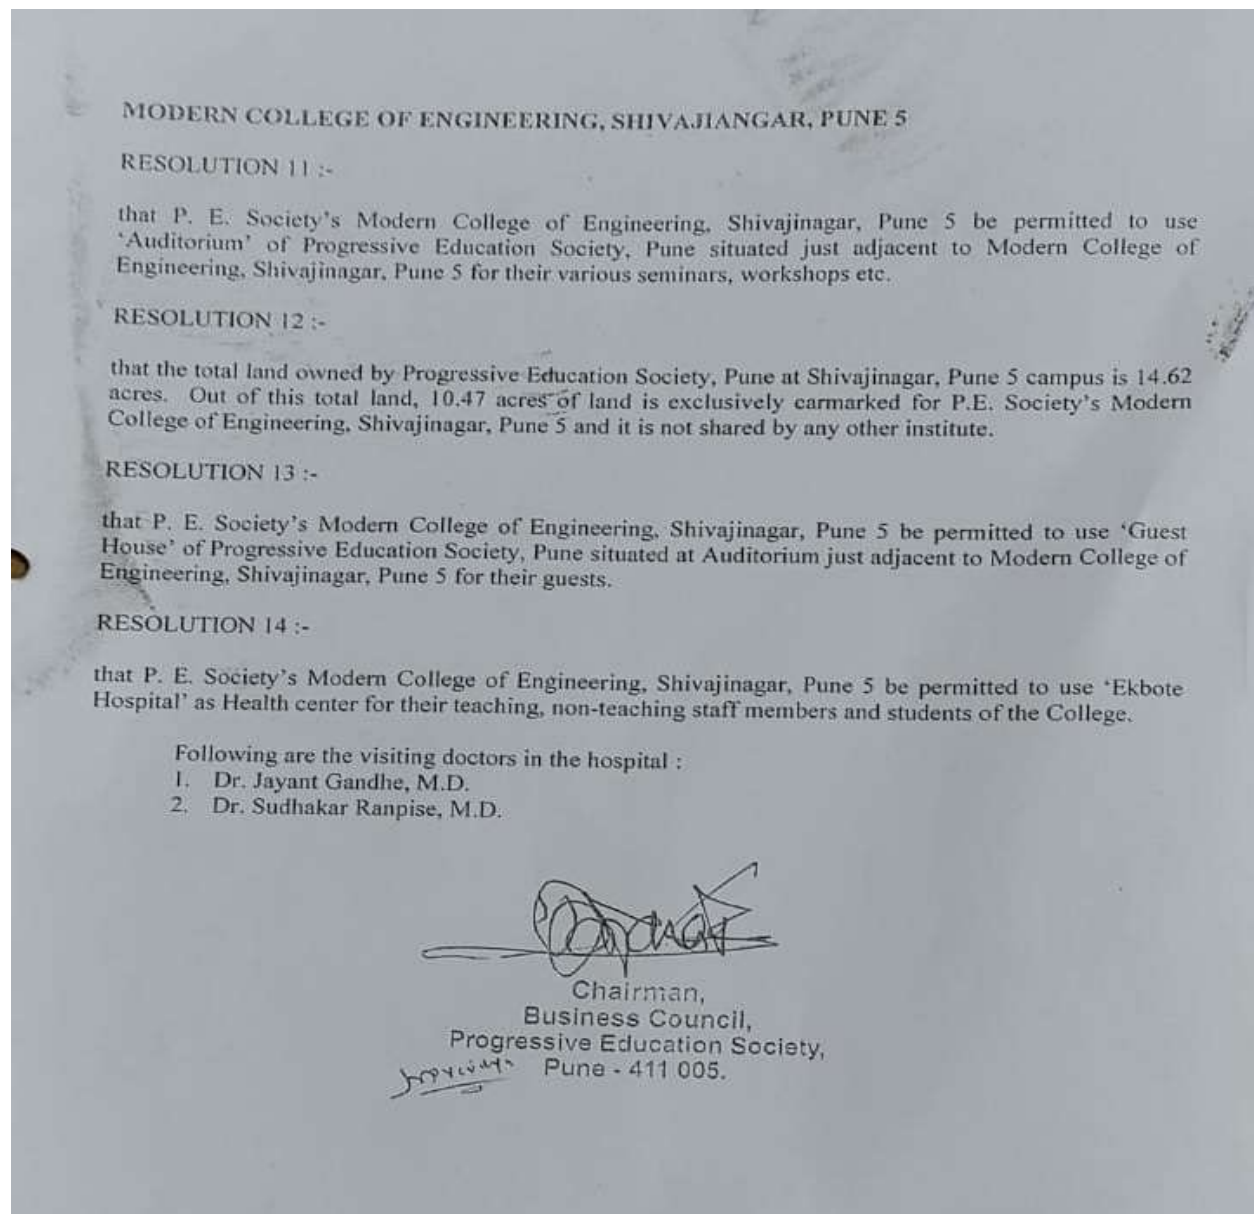 MODERN COLLEGE OF ENGINEERING, SHIVAJIANGAR, PUNE 5
RESOLUTION 11 :-
that P. E. Society's Modern College of Engineering, Shivajinagar, Pune 5 be permitted to use
'Auditorium' of Progressive Education Society, Pune situated just adjacent to Modern College of
Engineering, Shivajinagar, Pune 5 for their various seminars, workshops etc.
RESOLUTION 12 :-
that the total land owned by Progressive Education Society, Pune at Shivajinagar, Pune 5 campus is 14.62
acres. Out of this total land, 10.47 acres of land is exclusively carmarked for P.E. Society's Modern
College of Engineering, Shivajinagar, Pune 5 and it is not shared by any other institute.
RESOLUTION 13 :-
that P. E. Society's Modern College of Engineering, Shivajinagar, Pune 5 be permitted to use 'Guest
House' of Progressive Education Society, Pune situated at Auditorium just adjacent to Modern College of
Engineering, Shivajinagar, Pune 5 for their guests.
RESOLUTION 14 :-
that P. E. Society's Modern College of Engineering, Shivajinagar, Pune 5 be permitted to use 'Ekbote
Hospital' as Health center for their teaching, non-teaching staff members and students of the College.
Following are the visiting doctors in the hospital :
1. Dr. Jayant Gandhe, M.D.
2. Dr. Sudhakar Ranpise, M.D.
Chairman,
Business Council,
Progressive Education Society,
Pune - 411 005.